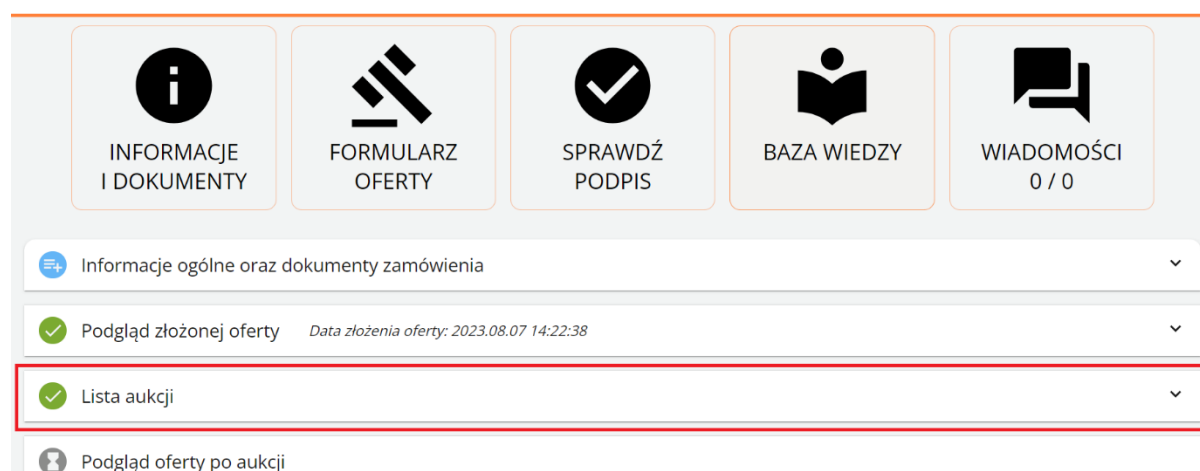 INFORMACJE
I DOKUMENTY
FORMULARZ
OFERTY
SPRAWDŹ
PODPIS
BAZA WIEDZY
WIADOMOŚCI
0 / 0
Informacje ogólne oraz dokumenty zamówienia
Podgląd złożonej oferty Data złożenia oferty: 2023.08.07 14:22:38
Lista aukcji
Podgląd oferty po aukcji